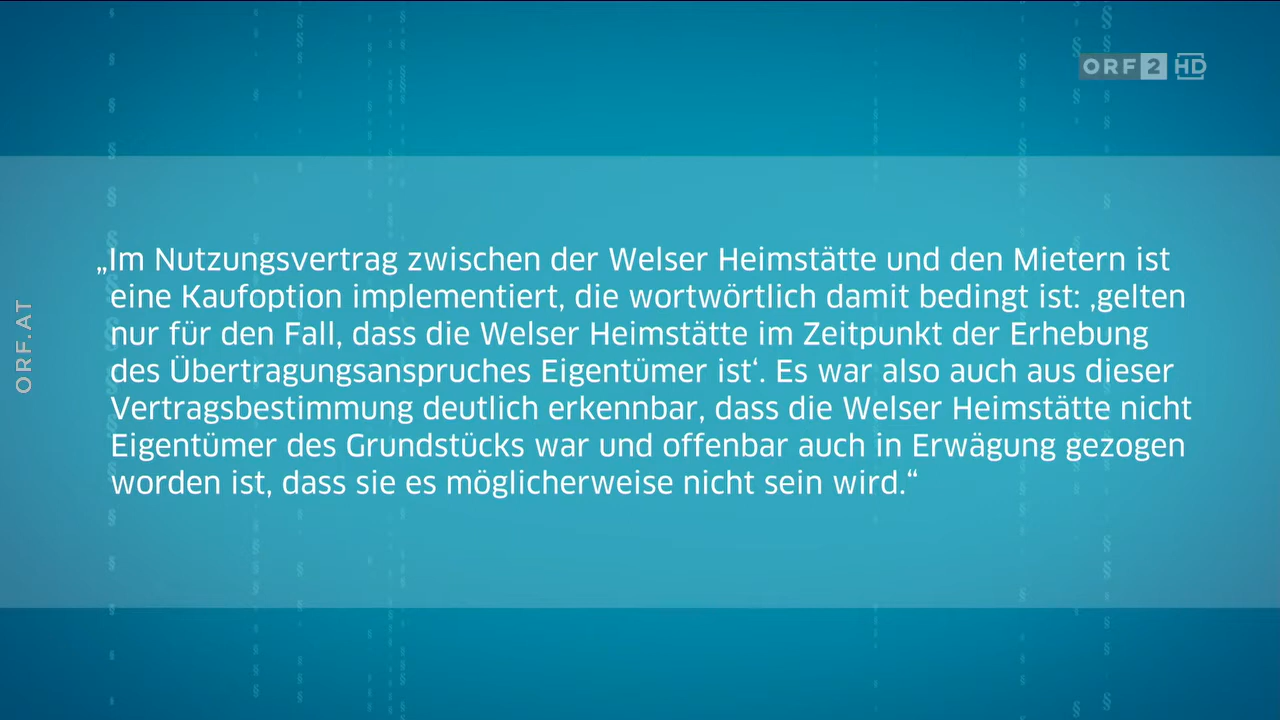 ORF 2 HD
„Im Nutzungsvertrag zwischen der Welser Heimstätte und den Mietern ist
eine Kaufoption implementiert, die wortwörtlich damit bedingt ist: ‚gelten
nur für den Fall, dass die Welser Heimstätte im Zeitpunkt der Erhebung
des Übertragungsanspruches Eigentümer ist‘. Es war also auch aus dieser
Vertragsbestimmung deutlich erkennbar, dass die Welser Heimstätte nicht
Eigentümer des Grundstücks war und offenbar auch in Erwägung gezogen
worden ist, dass sie es möglicherweise nicht sein wird.“
ORF.AT